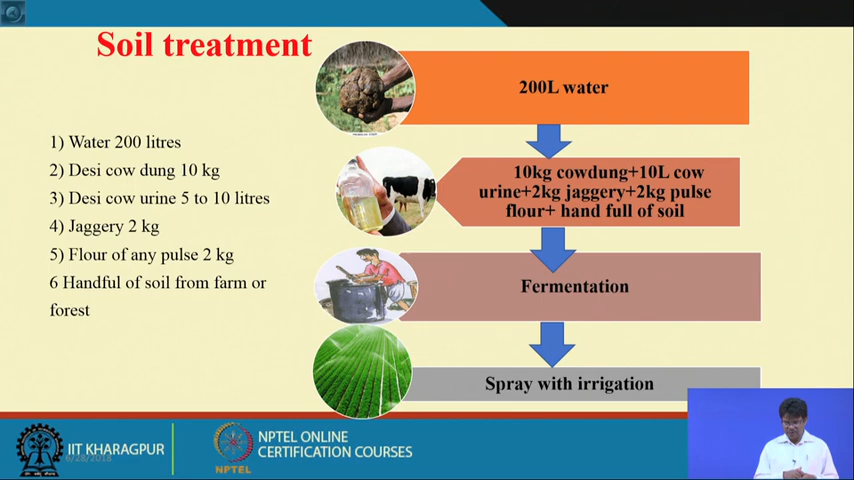 Soil treatment
1) Water 200 litres
2) Desi cow dung 10 kg
3) Desi cow urine 5 to 10 litres
4) Jaggery 2 kg
5) Flour of any pulse 2 kg
6 Handful of soil from farm or
forest
200L water
10kg cowdung+10L cow
urine+2kg jaggery+2kg pulse
flour+ hand full of soil
Fermentation
Spray with irrigation
IIT KHARAGPUR
NPTEL
NPTEL ONLINE
CERTIFICATION COURSES